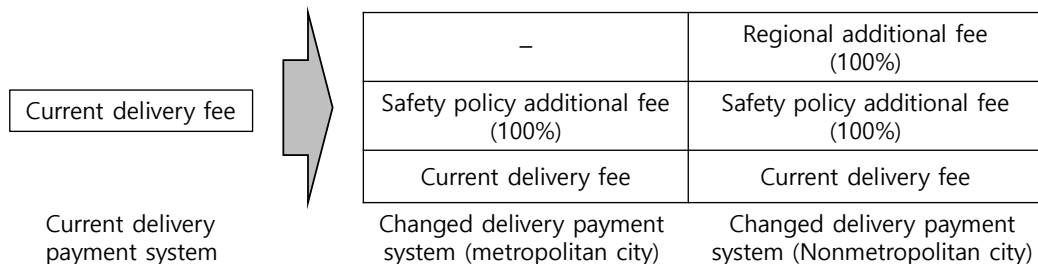 –
Regional additional fee
(100%)
Current delivery fee
Safety policy additional fee
(100%)
Safety policy additional fee
(100%)
Current delivery fee
Current delivery fee
Current delivery
payment system
Changed delivery payment
system (metropolitan city)
Changed delivery payment
system (Nonmetropolitan city)